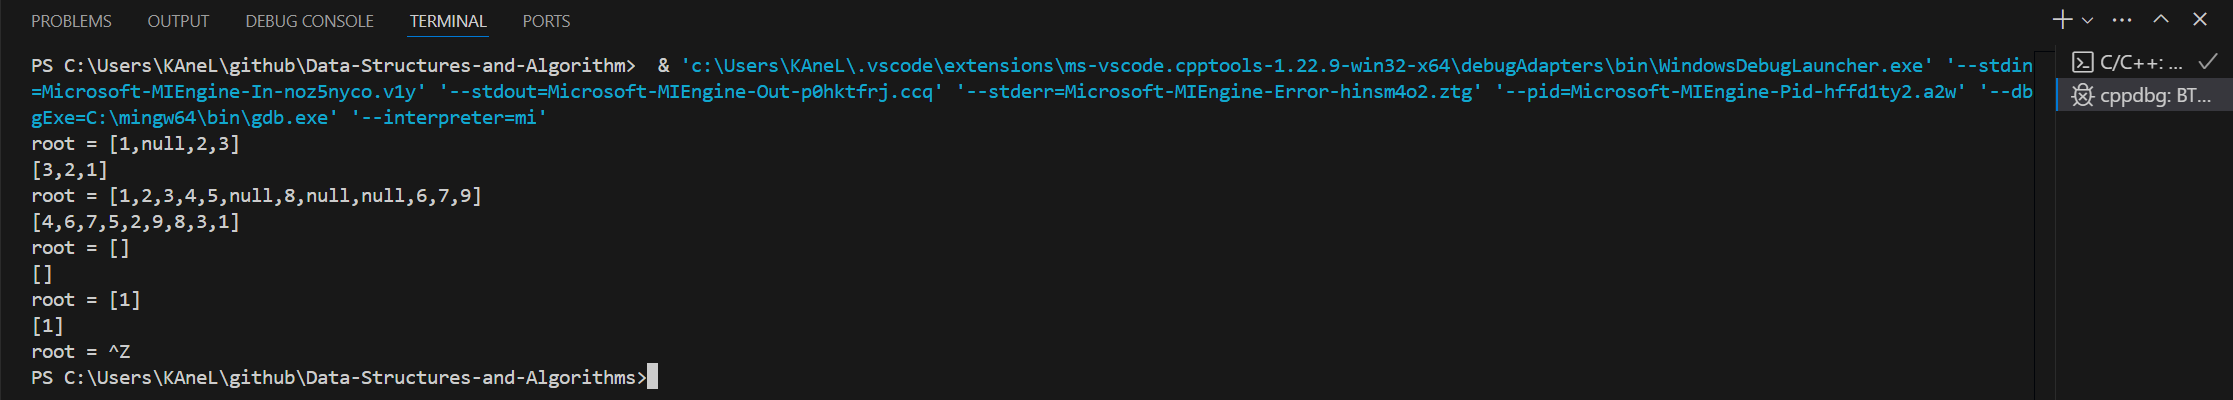 PROBLEMS OUTPUT DEBUG CONSOLE TERMINAL PORTS
PS C:\Users\KAneL\github\Data-Structures-and-Algorithm>  & 'c:\Users\KAneL\.vscode\extensions\ms-vscode.cpptools-1.22.9-win32-x64\debugAdapters\bin\WindowsDebugLauncher.exe' '--stdin
=Microsoft-MIEngine-In-noz5nyco.v1y' '--stdout=Microsoft-MIEngine-Out-p0hktfrj.ccq' '--stderr=Microsoft-MIEngine-Error-hinsm4o2.ztg' '--pid=Microsoft-MIEngine-Pid-hffd1ty2.a2w' '--db
gExe=C:\mingw64\bin\gdb.exe' '--interpreter=mi'
root = [1,null,2,3]
[3,2,1]
root = [1,2,3,4,5,null,8,null,null,6,7,9]
[4,6,7,5,2,9,8,3,1]
root = []
[]
root = [1]
[1]
root = ^Z
PS C:\Users\KAneL\github\Data-Structures-and-Algorithms>
C/C++: ...
cppdbg: BT...